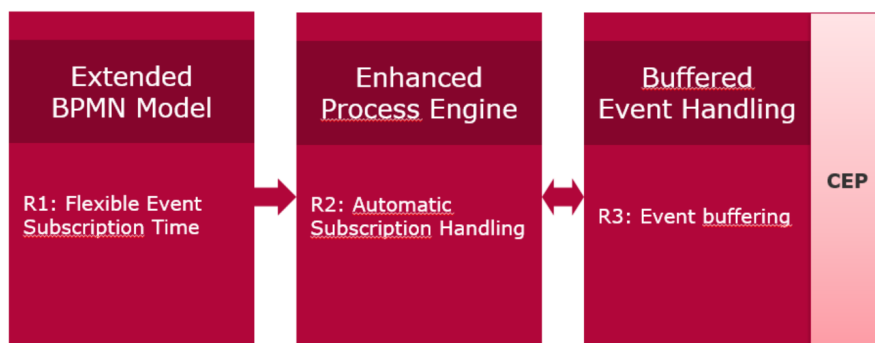 Extended
BPMN Model
R1: Flexible Event
Subscription Time
Enhanced
Process Engine
R2: Automatic
Subscription Handling
Buffered
Event Handling
R3: Event buffering
CEP